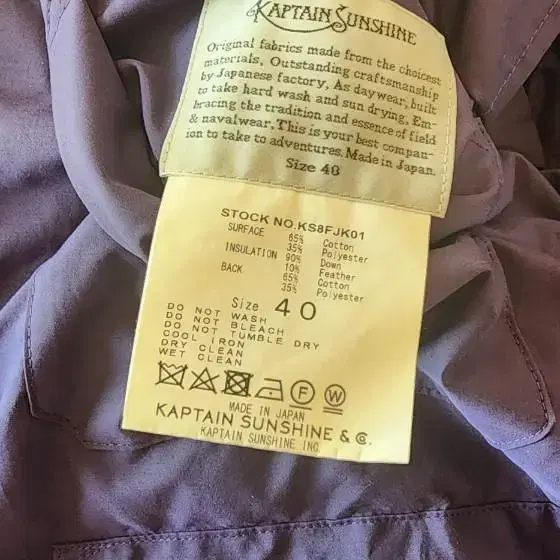 KAPTAIN SUNSHINE
Original fabrics made from the choicest
materials. Outstanding craftsmanship
by Japanese factory. As daywear, built
to take hard wash and sun drying. Em-
bracing the tradition and essence of field
& navalwear. This is your best compan-
ion to take to adventures. Made in Japan.
Size 40
STOCK NO.KS8FJK01
SURFACE 65% Cotton
35% Polyester
INSULATION 90% Down
10% Feather
BACK 65% Cotton
35% Polyester
Size 40
DO NOT WASH
DO NOT BLEACH
DO NOT TUMBLE DRY
COOL IRON
DRY CLEAN
WET CLEAN
F W
MADE IN JAPAN
KAPTAIN SUNSHINE & Co.
KAPTAIN SUNSHINE INC.